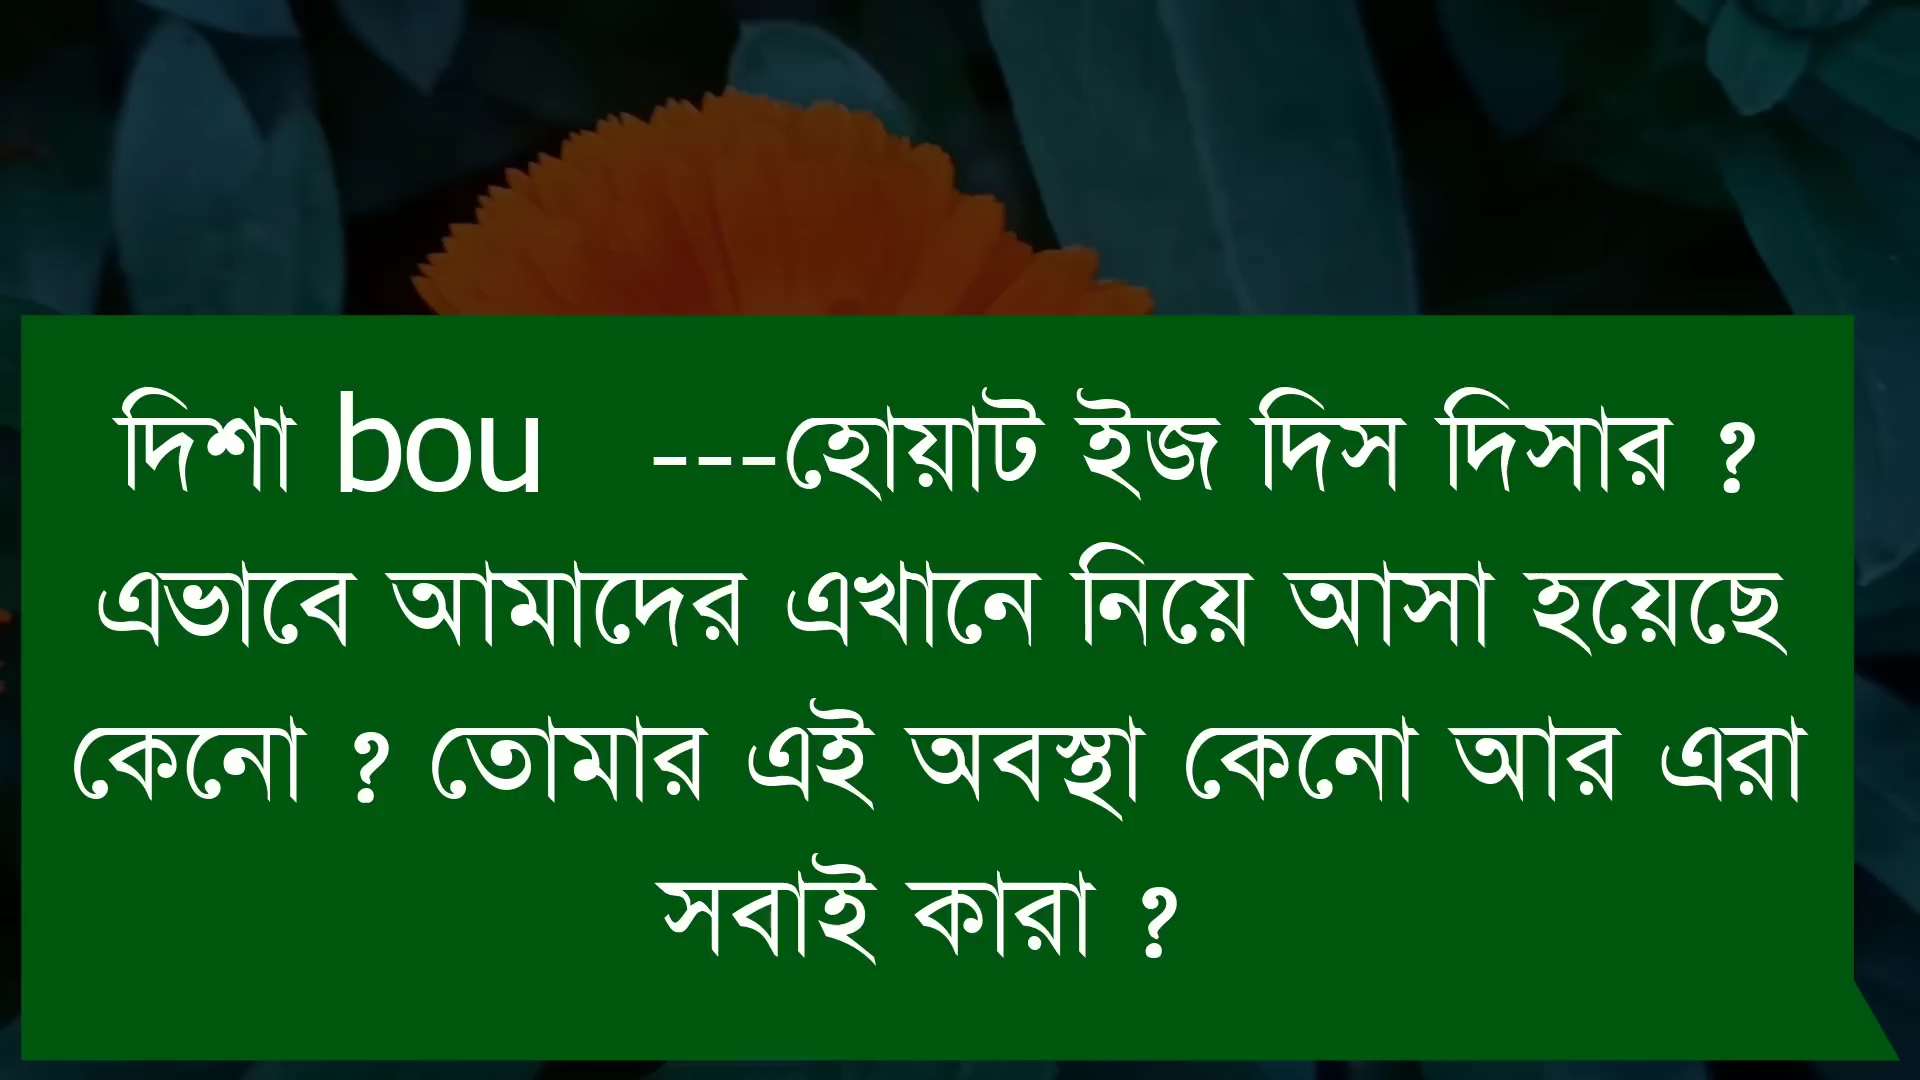 দিশা bou ---হোয়াট ইজ দিস দিসার ?
এভাবে আমাদের এখানে নিয়ে আসা হয়েছে
কেনো ? তোমার এই অবস্থা কেনো আর এরা
সবাই কারা ?